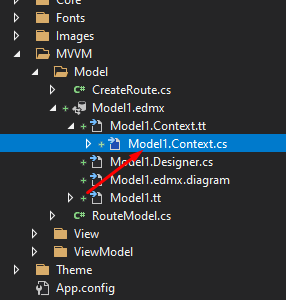 Core
Fonts
Images
MVVM
Model
C# CreateRoute.cs
Model1.edmx
Model1.Context.tt
Model1.Context.cs
Model1.Designer.cs
Model1.edmx.diagram
Model1.tt
C# RouteModel.cs
View
ViewModel
Theme
App.config